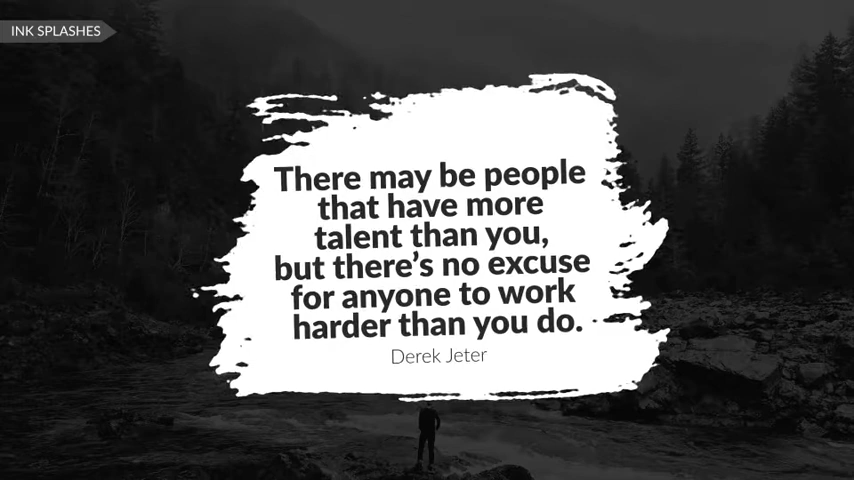 INK SPLASHES
There may be people
that have more
talent than you,
but there's no excuse
for anyone to work
harder than you do.
Derek Jeter